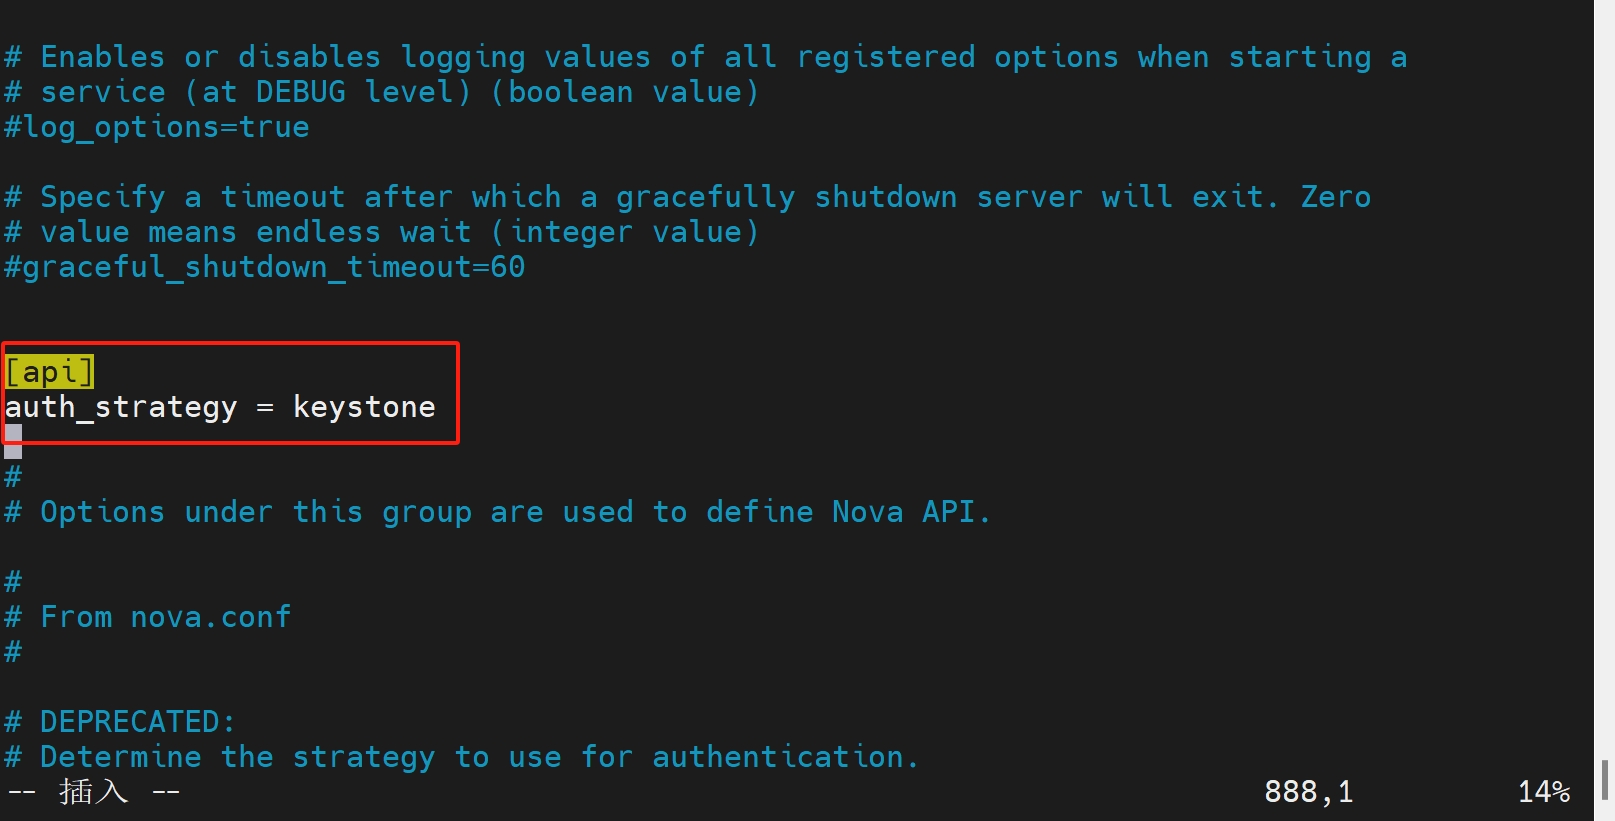 # Enables or disables logging values of all registered options when starting a
# service (at DEBUG level) (boolean value)
#log_options=true
# Specify a timeout after which a gracefully shutdown server will exit. Zero
# value means endless wait (integer value)
#graceful_shutdown_timeout=60
[api]
auth_strategy = keystone
#
# Options under this group are used to define Nova API.
#
# From nova.conf
#
# DEPRECATED:
# Determine the strategy to use for authentication.
-- 插入 -- 888,1 14%